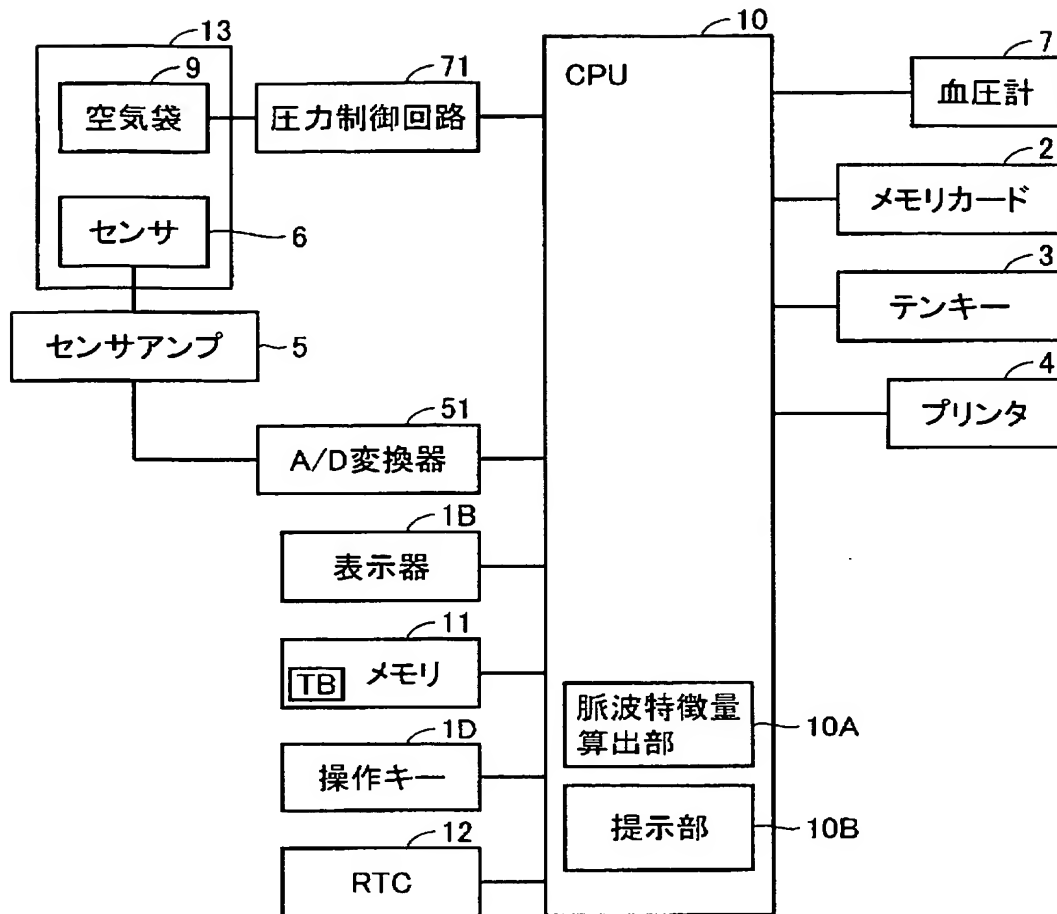 13
9
空気袋
71
圧力制御回路
センサ
6
センサアンプ
5
51
A/D変換器
1B
表示器
11
TB
メモリ
1D
操作キー
12
RTC
10
CPU
脈波特徴量
算出部
10A
提示部
10B
7
血圧計
2
メモリカード
3
テンキー
4
プリンタ